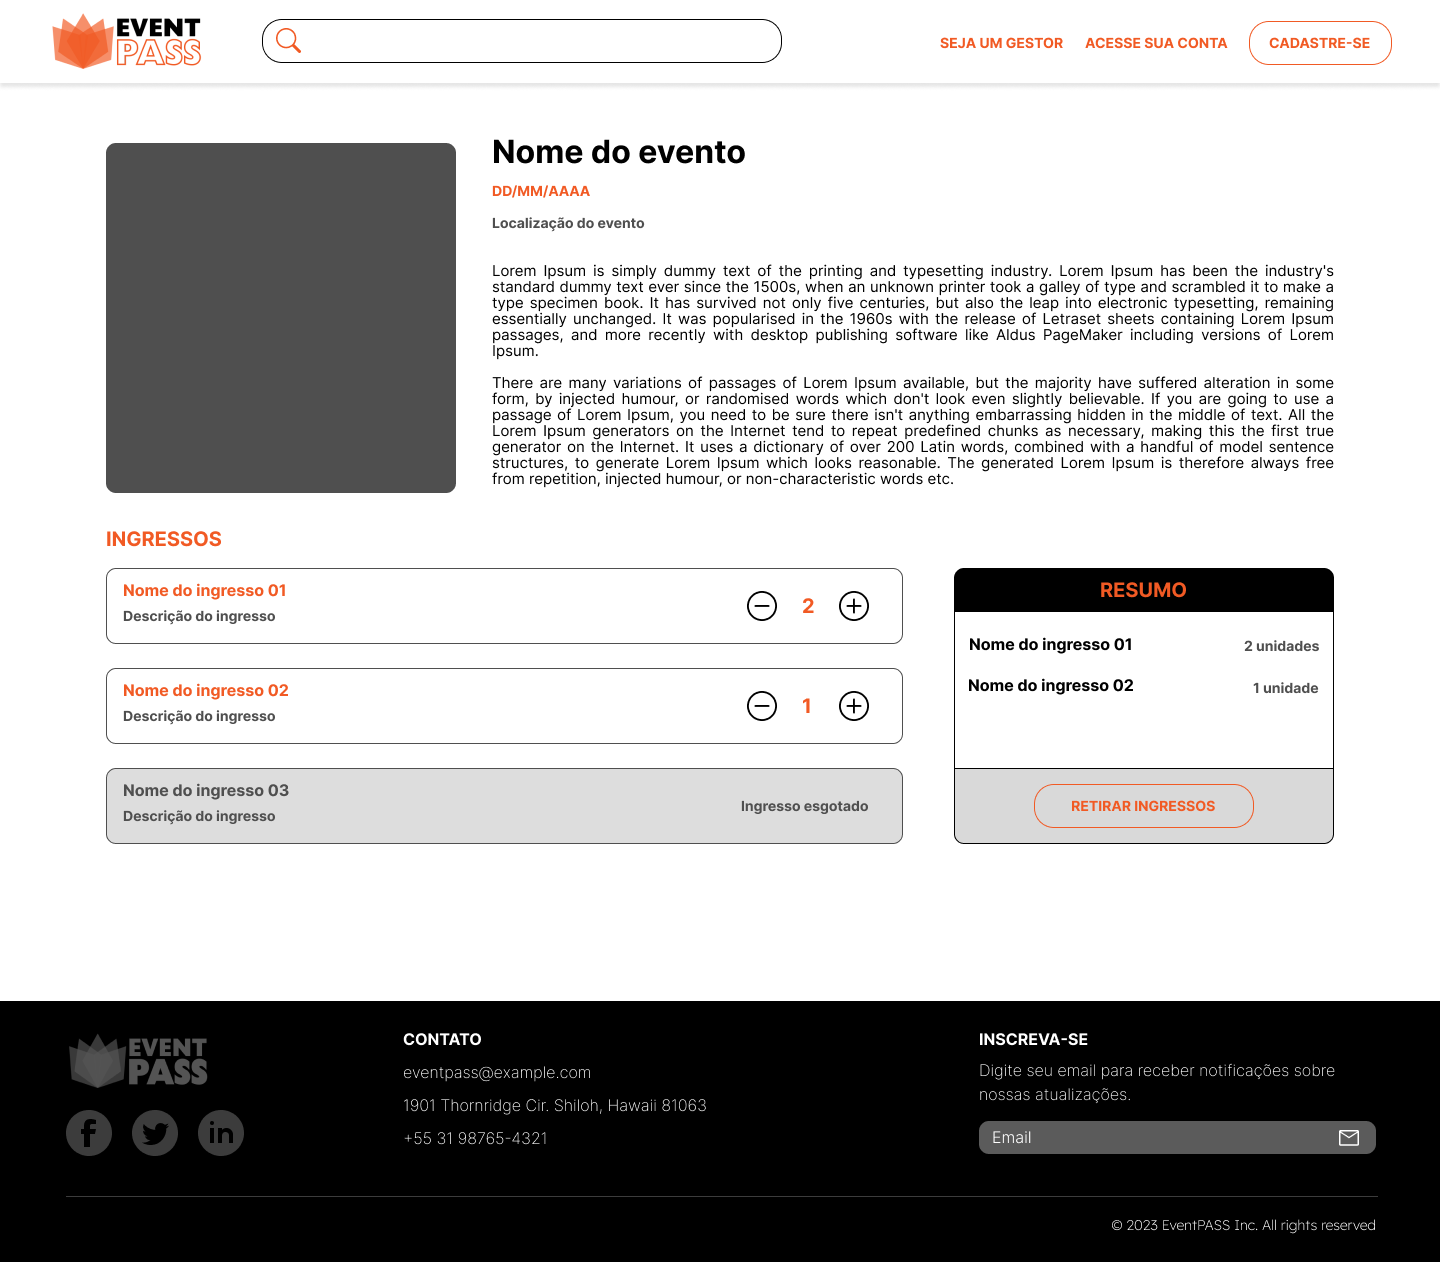 EVENT
PASS
SEJA UM GESTOR
ACESSE SUA CONTA
CADASTRE-SE
Nome do evento
DD/MM/AAAA
Localização do evento
Lorem Ipsum is simply dummy text of the printing and typesetting industry. Lorem Ipsum has been the industry's
standard dummy text ever since the 1500s, when an unknown printer took a galley of type and scrambled it to make a
type specimen book. It has survived not only five centuries, but also the leap into electronic typesetting, remaining
essentially unchanged. It was popularised in the 1960s with the release of Letraset sheets containing Lorem Ipsum
passages, and more recently with desktop publishing software like Aldus PageMaker including versions of Lorem
Ipsum.
There are many variations of passages of Lorem Ipsum available, but the majority have suffered alteration in some
form, by injected humour, or randomised words which don't look even slightly believable. If you are going to use a
passage of Lorem Ipsum, you need to be sure there isn't anything embarrassing hidden in the middle of text. All the
Lorem Ipsum generators on the Internet tend to repeat predefined chunks as necessary, making this the first true
generator on the Internet. It uses a dictionary of over 200 Latin words, combined with a handful of model sentence
structures, to generate Lorem Ipsum which looks reasonable. The generated Lorem Ipsum is therefore always free
from repetition, injected humour, or non-characteristic words etc.
INGRESSOS
Nome do ingresso 01
Descrição do ingresso
2
Nome do ingresso 02
Descrição do ingresso
1
Nome do ingresso 03
Descrição do ingresso
Ingresso esgotado
RESUMO
Nome do ingresso 01
2 unidades
Nome do ingresso 02
1 unidade
RETIRAR INGRESSOS
EVENT
PASS
f
in
CONTATO
eventpass@example.com
1901 Thornridge Cir. Shiloh, Hawaii 81063
+55 31 98765-4321
INSCREVA-SE
Digite seu email para receber notificações sobre
nossas atualizações.
Email
© 2023 EventPASS Inc. All rights reserved